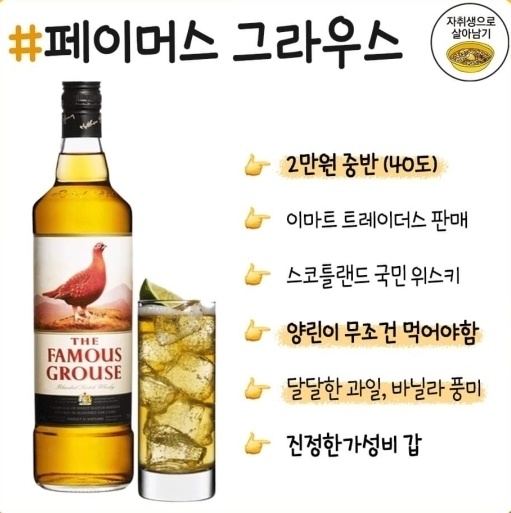 #페이머스 그라우스
자취생으로
살아남기
2만원 중반 (40도)
이마트 트레이더스 판매
스코틀랜드 국민 위스키
양린이 무조건 먹어야함
달달한 과일, 바닐라 풍미
진정한가성비 갑
THE
FAMOUS
GROUSE
Blended Scotch Whisky